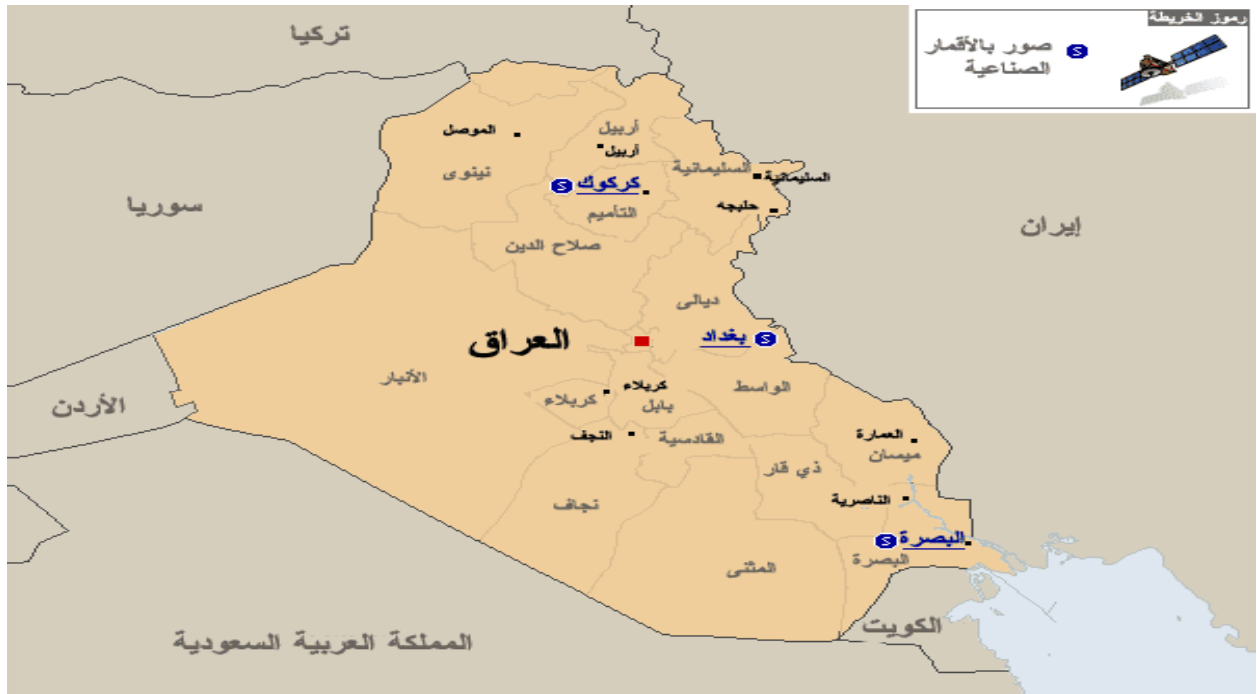 رموز الخريطة
صور بالأقمار
الصناعية
تركيا
سوريا
إيران
الأردن
المملكة العربية السعودية
الكويت
العراق
الموصل
نينوى
أربيل
أربيل
السليمانية
السليمانية
حلبجه
كركوك
التأميم
صلاح الدين
ديالى
بغداد
الأنبار
الواسط
كربلاء
كربلاء
بابل
النجف
القادسية
العمارة
ميسان
ذي قار
الناصرية
نجاف
البصرة
البصرة
المثنى